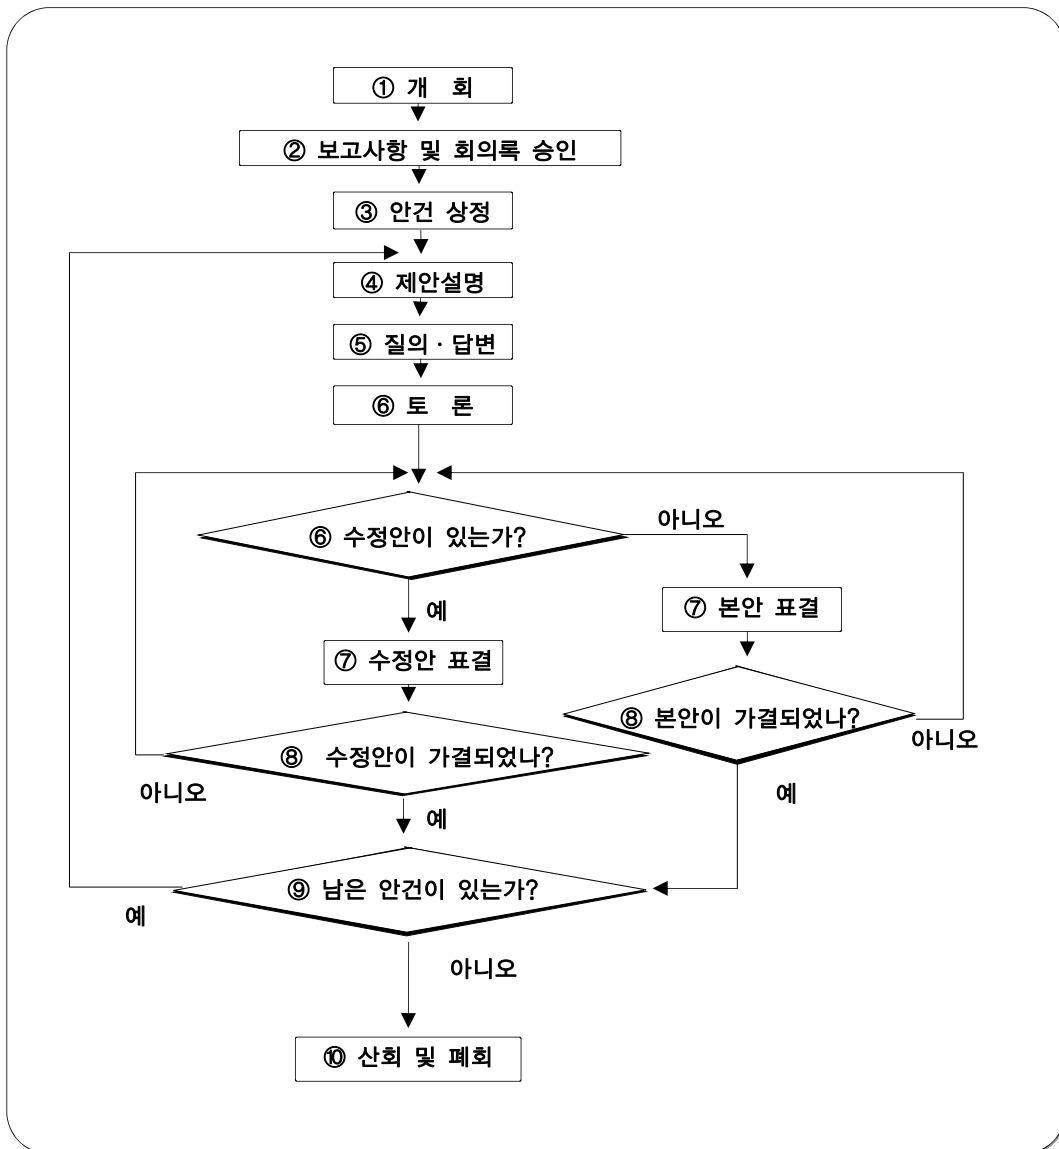 ① 개 회
② 보고사항 및 회의록 승인
③ 안건 상정
④ 제안설명
⑤ 질의 · 답변
⑥ 토 론
⑥ 수정안이 있는가?
아니오
예
⑦ 본안 표결
⑦ 수정안 표결
⑧ 본안이 가결되었나?
아니오
⑧ 수정안이 가결되었나?
아니오
예
예
⑨ 남은 안건이 있는가?
예
아니오
⑩ 산회 및 폐회